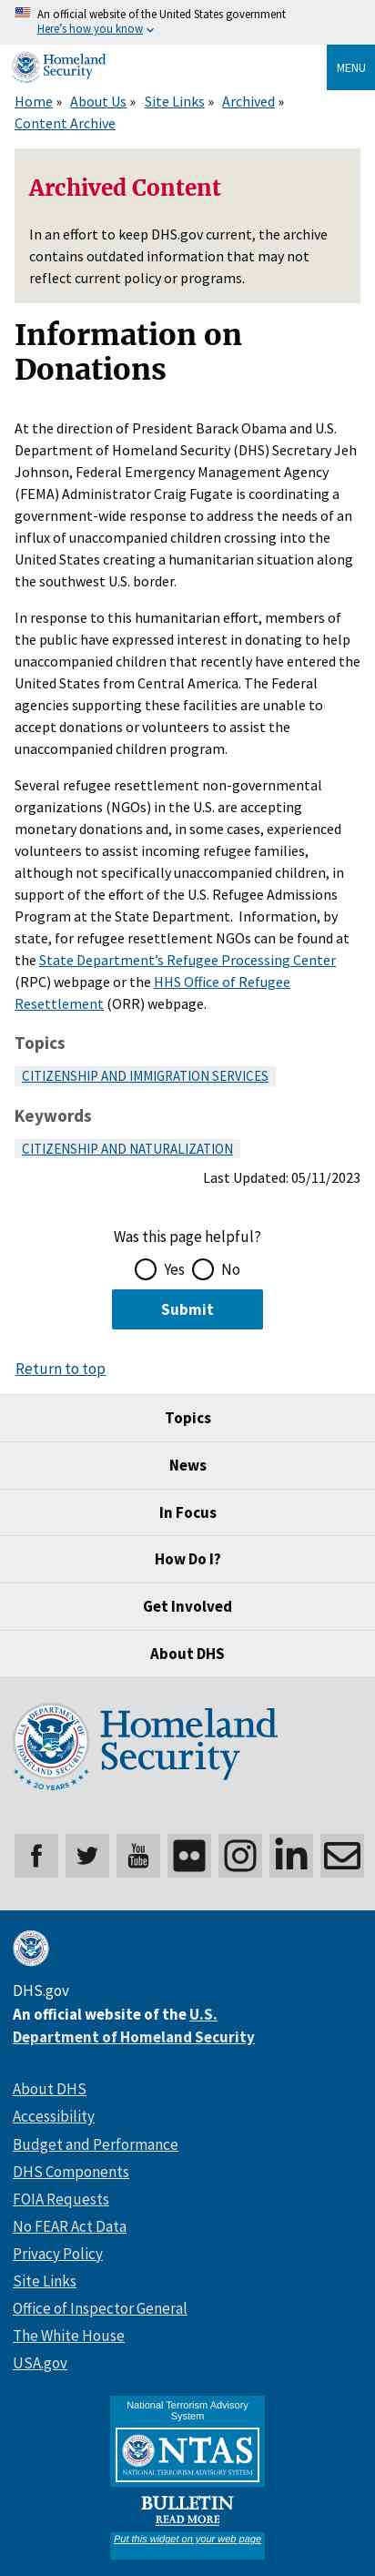 An official website of the United States government
Here's how you know
Homeland
Security
MENU
Home » About Us » Site Links » Archived »
Content Archive
Archived Content
In an effort to keep DHS.gov current, the archive
contains outdated information that may not
reflect current policy or programs.
Information on
Donations
At the direction of President Barack Obama and U.S.
Department of Homeland Security (DHS) Secretary Jeh
Johnson, Federal Emergency Management Agency
(FEMA) Administrator Craig Fugate is coordinating a
government-wide response to address the needs of an
influx of unaccompanied children crossing into the
United States creating a humanitarian situation along
the southwest U.S. border.
In response to this humanitarian effort, members of
the public have expressed interest in donating to help
unaccompanied children that recently have entered the
United States from Central America. The Federal
agencies supporting these facilities are unable to
accept donations or volunteers to assist the
unaccompanied children program.
Several refugee resettlement non-governmental
organizations (NGOs) in the U.S. are accepting
monetary donations and, in some cases, experienced
volunteers to assist incoming refugee families,
although not specifically unaccompanied children, in
support of the effort of the U.S. Refugee Admissions
Program at the State Department.  Information, by
state, for refugee resettlement NGOs can be found at
the State Department's Refugee Processing Center
(RPC) webpage or the HHS Office of Refugee
Resettlement (ORR) webpage.
Topics
CITIZENSHIP AND IMMIGRATION SERVICES
Keywords
CITIZENSHIP AND NATURALIZATION
Last Updated: 05/11/2023
Was this page helpful?
Yes No
Submit
Return to top
Topics
News
In Focus
How Do I?
Get Involved
About DHS
U.S. DEPARTMENT OF HOMELAND SECURITY
Homeland
Security
20 YEARS
You
Tube
in
DHS.gov
An official website of the U.S.
Department of Homeland Security
About DHS
Accessibility
Budget and Performance
DHS Components
FOIA Requests
No FEAR Act Data
Privacy Policy
Site Links
Office of Inspector General
The White House
USA.gov
National Terrorism Advisory
System
NTAS
NATIONAL TERRORISM ADVISORY SYSTEM
BULLETIN
READ MORE
Put this widget on your web page